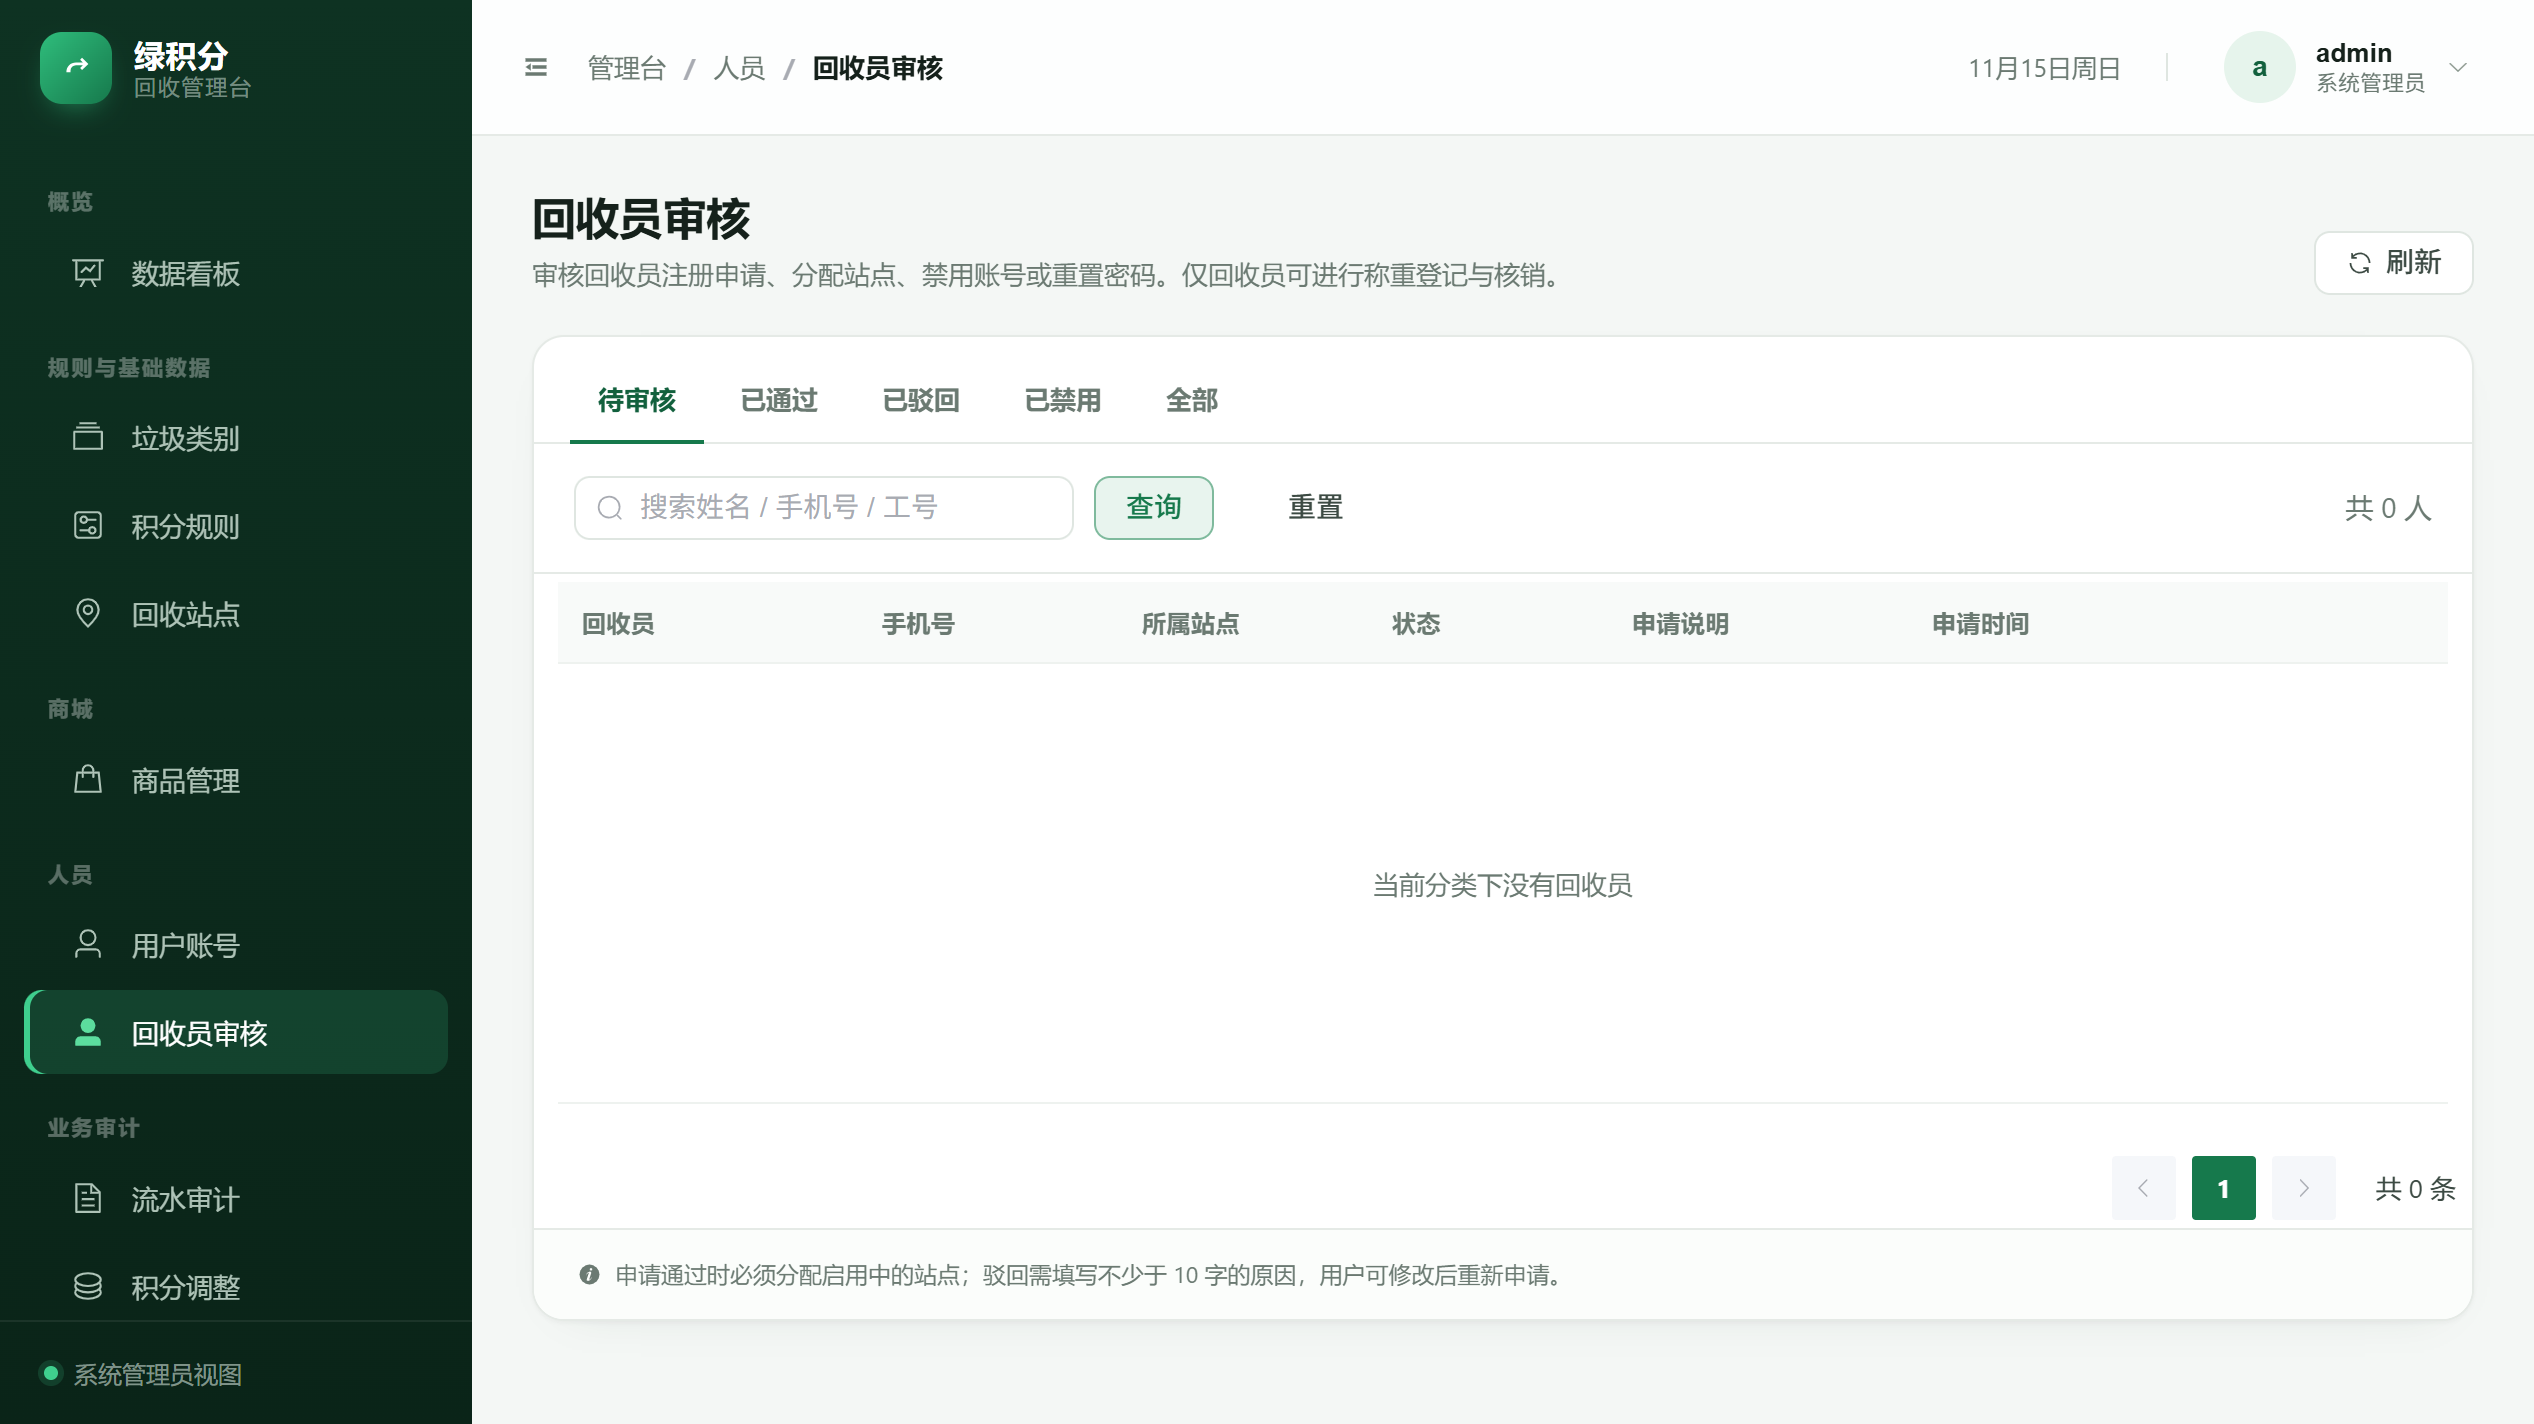 绿积分
回收管理台
概览
数据看板
规则与基础数据
垃圾类别
积分规则
回收站点
商城
商品管理
人员
用户账号
回收员审核
业务审计
流水审计
积分调整
系统管理员视图
管理台 / 人员 / 回收员审核
11月15日周日
a
admin
系统管理员
回收员审核
审核回收员注册申请、分配站点、禁用账号或重置密码。仅回收员可进行称重登记与核销。
刷新
待审核 已通过 已驳回 已禁用 全部
搜索姓名 / 手机号 / 工号 查询 重置 共 0 人
回收员 手机号 所属站点 状态 申请说明 申请时间
当前分类下没有回收员
1 共 0 条
申请通过时必须分配启用中的站点；驳回需填写不少于 10 字的原因，用户可修改后重新申请。